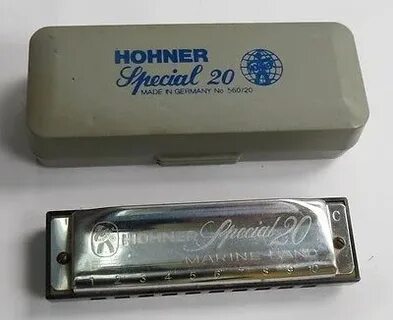 HOHNER
Special 20
MADE IN GERMANY No 560/20
HOHNER Special 20
C
MARINE BAND
1 2 3 4 5 6 7 8 9 10